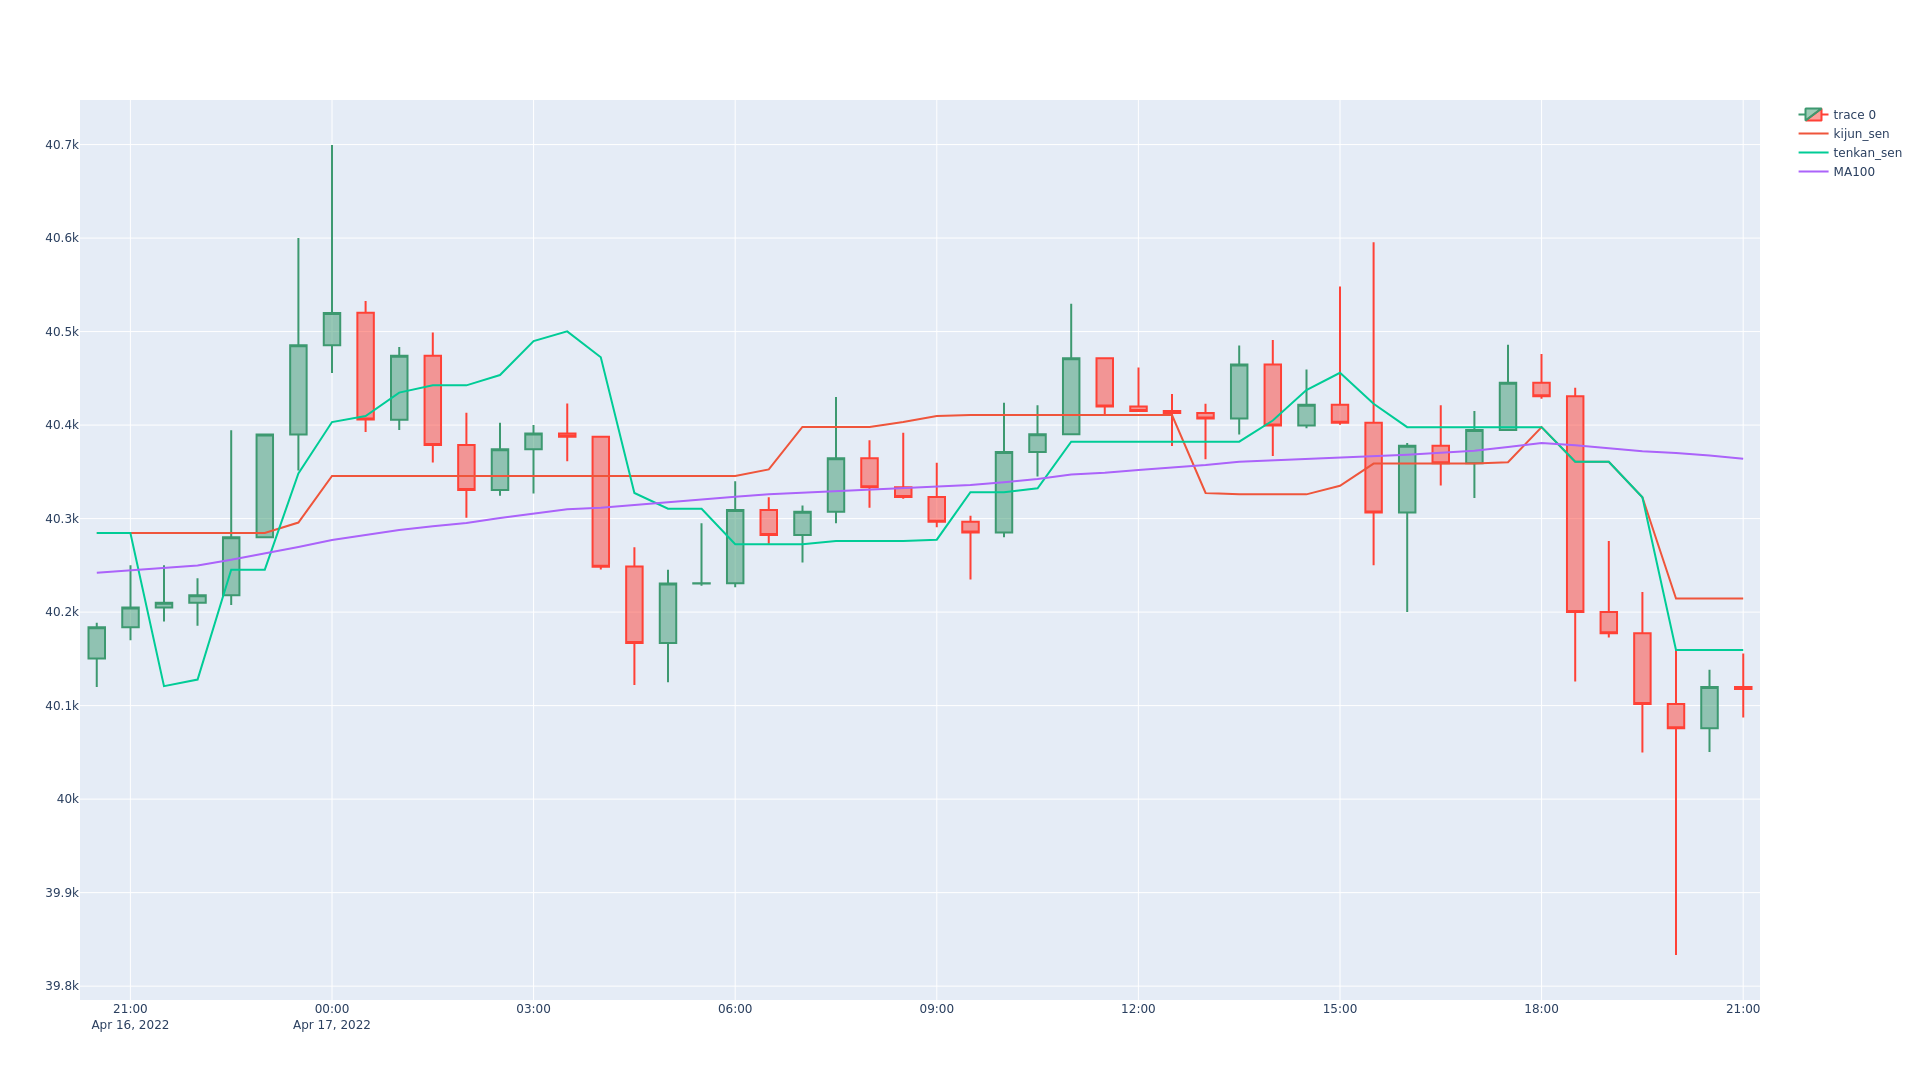 40.7k
40.6k
40.5k
40.4k
40.3k
40.2k
40.1k
40k
39.9k
39.8k
21:00 00:00 03:00 06:00 09:00 12:00 15:00 18:00 21:00
Apr 16, 2022 Apr 17, 2022
trace 0
kijun_sen
tenkan_sen
MA100